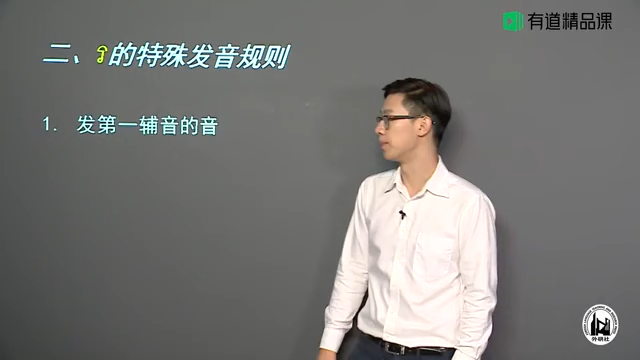 有道精品课
二、ร的特殊发音规则
1. 发第一辅音的音
外研社